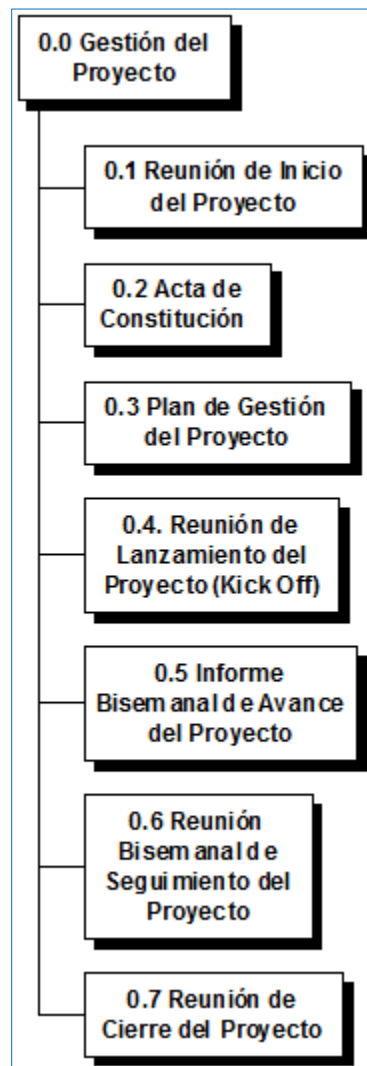 0.0 Gestión del
Proyecto
0.1 Reunión de Inicio
del Proyecto
0.2 Acta de
Constitución
0.3 Plan de Gestión
del Proyecto
0.4. Reunión de
Lanzamiento del
Proyecto (Kick Off)
0.5 Informe
Bisemanal de Avance
del Proyecto
0.6 Reunión
Bisemanal de
Seguimiento del
Proyecto
0.7 Reunión de
Cierre del Proyecto